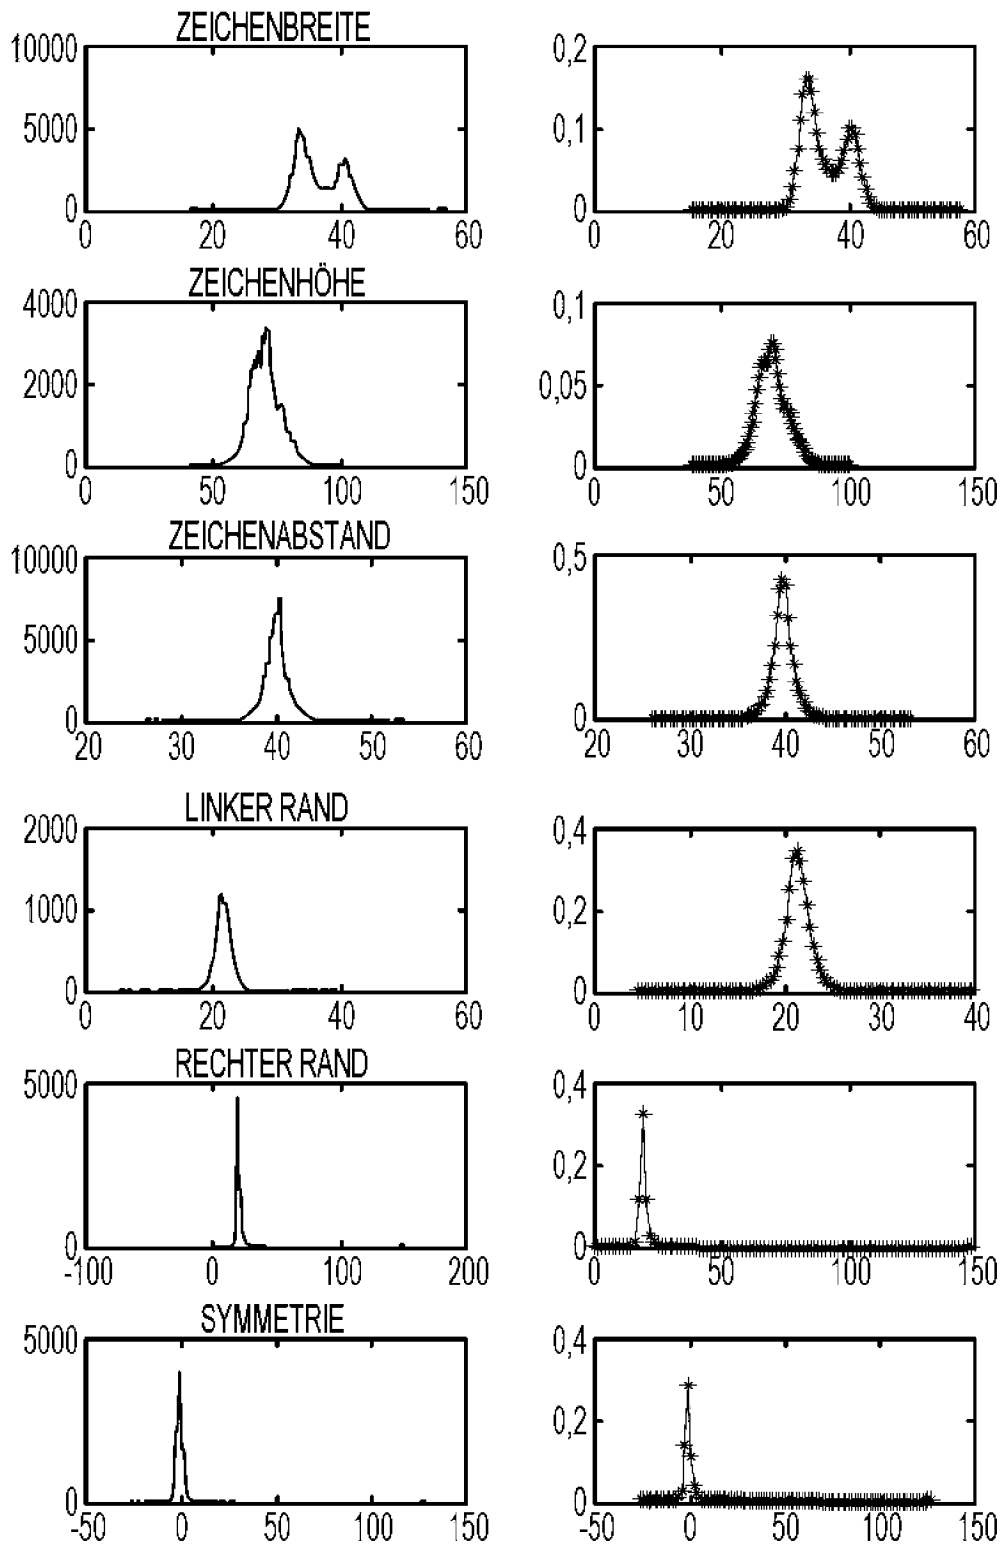 ZEICHENBREITE
10000
5000
0
0 20 40 60
0,2
0,1
0
0 20 40 60
ZEICHENHÖHE
4000
2000
0
0 50 100 150
0,1
0,05
0
0 50 100 150
ZEICHENABSTAND
10000
5000
0
20 30 40 50 60
0,5
0
20 30 40 50 60
LINKER RAND
2000
1000
0
0 20 40 60
0,4
0,2
0
0 10 20 30 40
RECHTER RAND
5000
0
-100 0 100 200
0,4
0,2
0
0 50 100 150
SYMMETRIE
5000
0
-50 0 50 100 150
0,4
0,2
0
-50 0 50 100 150